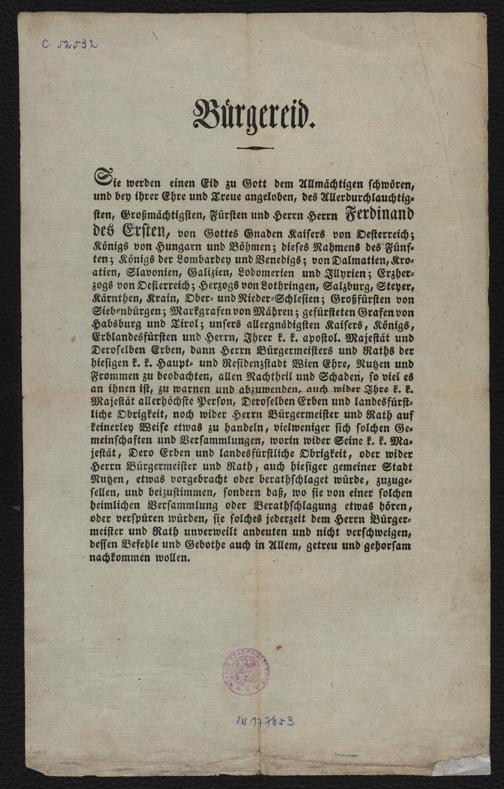 C 52532
Bürgereid.
Sie werden einen Eid zu Gott dem Allmächtigen schwören,
und bey ihrer Ehre und Treue angeloben, des Allerdurchlauchtig-
sten, Großmächtigsten, Fürsten und Herrn Herrn Ferdinand
des Ersten, von Gottes Gnaden Kaisers von Oesterreich;
Königs von Hungarn und Böhmen; dieses Nahmens des Fünf-
ten; Königs der Lombardey und Venedigs; von Dalmatien, Kro-
atien, Slavonien, Galizien, Lodomerien und Illyrien; Erzher-
zogs von Oesterreich; Herzogs von Lothringen, Salzburg, Steyer,
Kärnthen, Krain, Ober- und Nieder-Schlesien; Großfürsten von
Siebenbürgen; Markgrafen von Mähren; gefürsteten Grafen von
Habsburg und Tirol; unsers allergnädigsten Kaisers, Königs,
Erblandesfürsten und Herrn, Ihrer k. k. apostol. Majestät und
Deroselben Erben, dann Herrn Bürgermeisters und Raths der
hiesigen k. k. Haupt- und Residenzstadt Wien Ehre, Nutzen und
Frommen zu beobachten, allen Nachtheil und Schaden, so viel es
an ihnen ist, zu warnen und abzuwenden, auch wider Ihre k. k.
Majestät allerhöchste Person, Deroselben Erben und landesfürst-
liche Obrigkeit, noch wider Herrn Bürgermeister und Rath auf
keinerley Weise etwas zu handeln, vielweniger sich solchen Ge-
meinschaften und Versammlungen, worin wider Seine k. k. Ma-
jestät, Dero Erben und landesfürstliche Obrigkeit, oder wider
Herrn Bürgermeister und Rath, auch hiesiger gemeiner Stadt
Nutzen, etwas vorgebracht oder berathschlaget würde, zuzuge-
sellen, und beizustimmen, sondern daß, wo sie von einer solchen
heimlichen Versammlung oder Berathschlagung etwas hören,
oder verspüren würden, sie solches jederzeit dem Herrn Bürger-
meister und Rath unverweilt andeuten und nicht verschweigen,
dessen Befehle und Gebothe auch in Allem, getreu und gehorsam
nachkommen wollen.
JN 177653